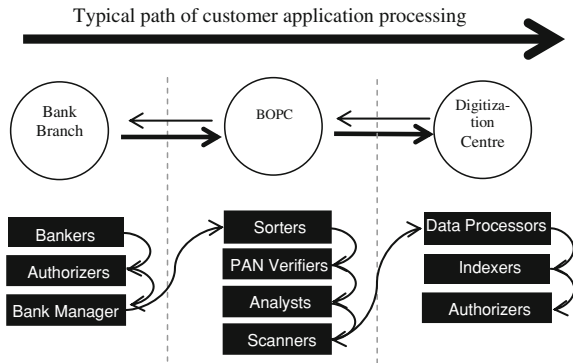 Typical path of customer application processing
Bank
Branch
BOPC
Digitiza-
tion
Centre
Bankers
Authorizers
Bank Manager
Sorters
PAN Verifiers
Analysts
Scanners
Data Processors
Indexers
Authorizers